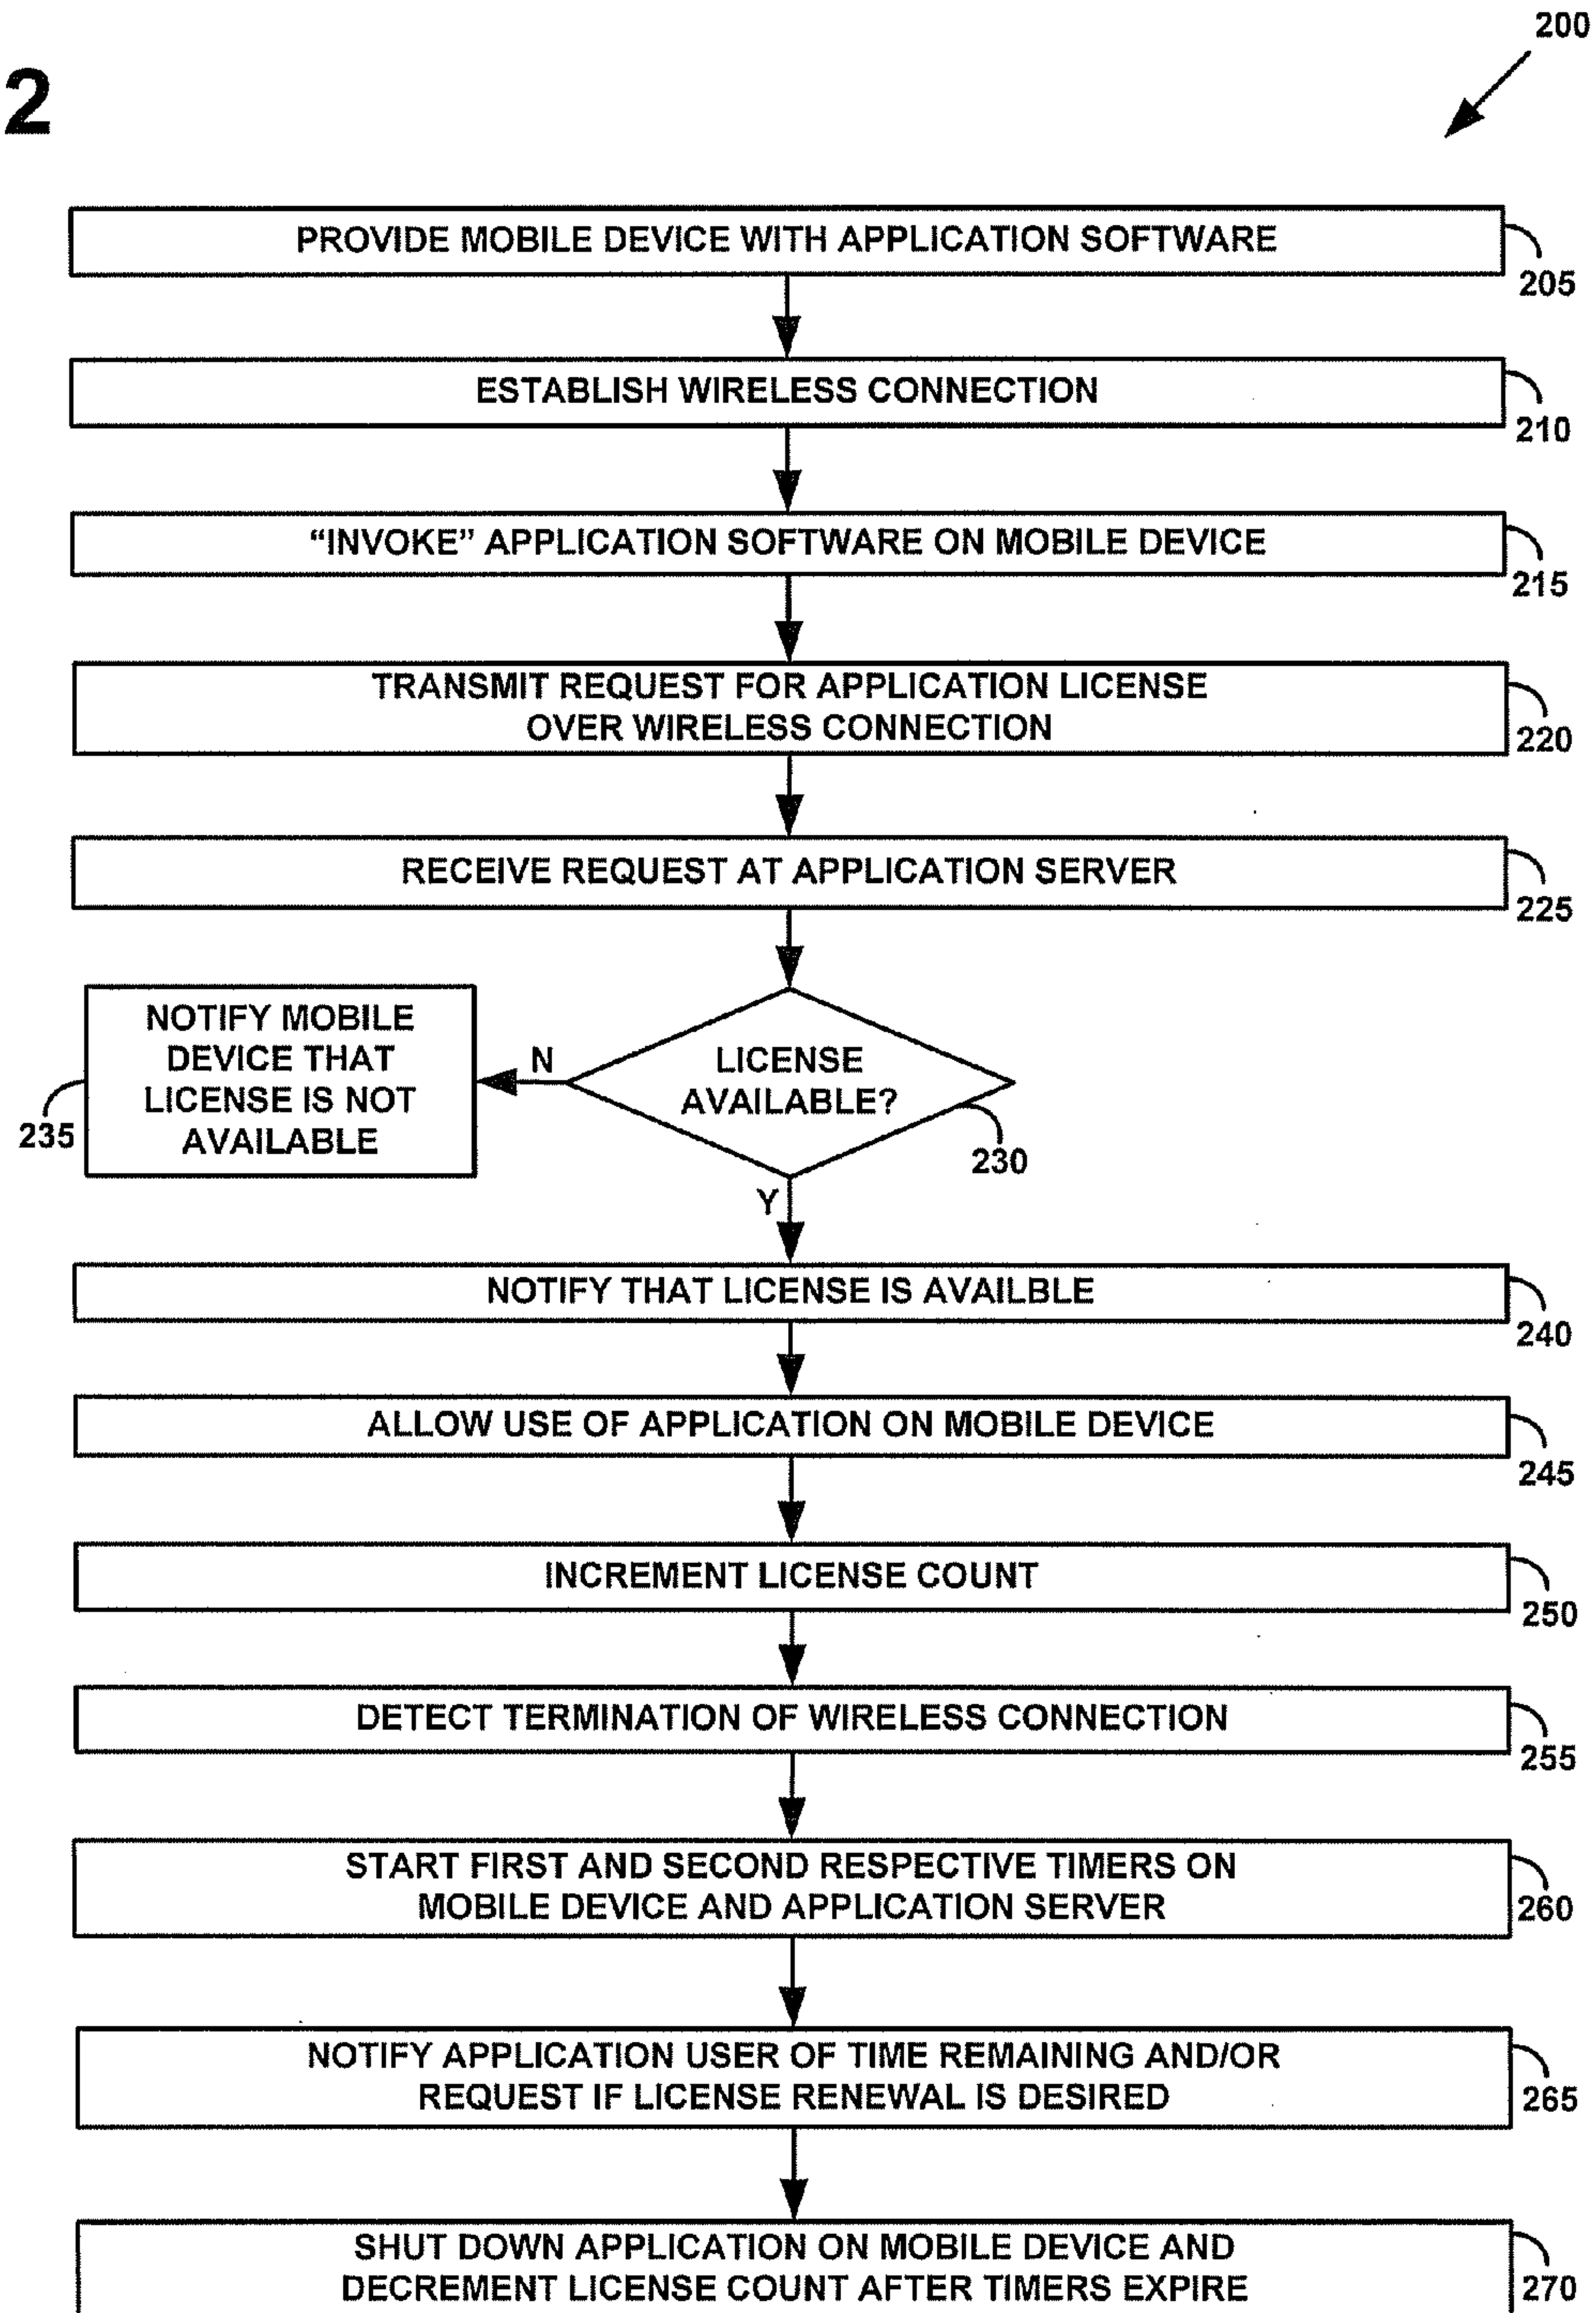 200
2
PROVIDE MOBILE DEVICE WITH APPLICATION SOFTWARE
205
ESTABLISH WIRELESS CONNECTION
210
“INVOKE” APPLICATION SOFTWARE ON MOBILE DEVICE
215
TRANSMIT REQUEST FOR APPLICATION LICENSE
OVER WIRELESS CONNECTION
220
RECEIVE REQUEST AT APPLICATION SERVER
225
NOTIFY MOBILE
DEVICE THAT
LICENSE IS NOT
AVAILABLE
235
N
LICENSE
AVAILABLE?
230
Y
NOTIFY THAT LICENSE IS AVAILBLE
240
ALLOW USE OF APPLICATION ON MOBILE DEVICE
245
INCREMENT LICENSE COUNT
250
DETECT TERMINATION OF WIRELESS CONNECTION
255
START FIRST AND SECOND RESPECTIVE TIMERS ON
MOBILE DEVICE AND APPLICATION SERVER
260
NOTIFY APPLICATION USER OF TIME REMAINING AND/OR
REQUEST IF LICENSE RENEWAL IS DESIRED
265
SHUT DOWN APPLICATION ON MOBILE DEVICE AND
DECREMENT LICENSE COUNT AFTER TIMERS EXPIRE
270